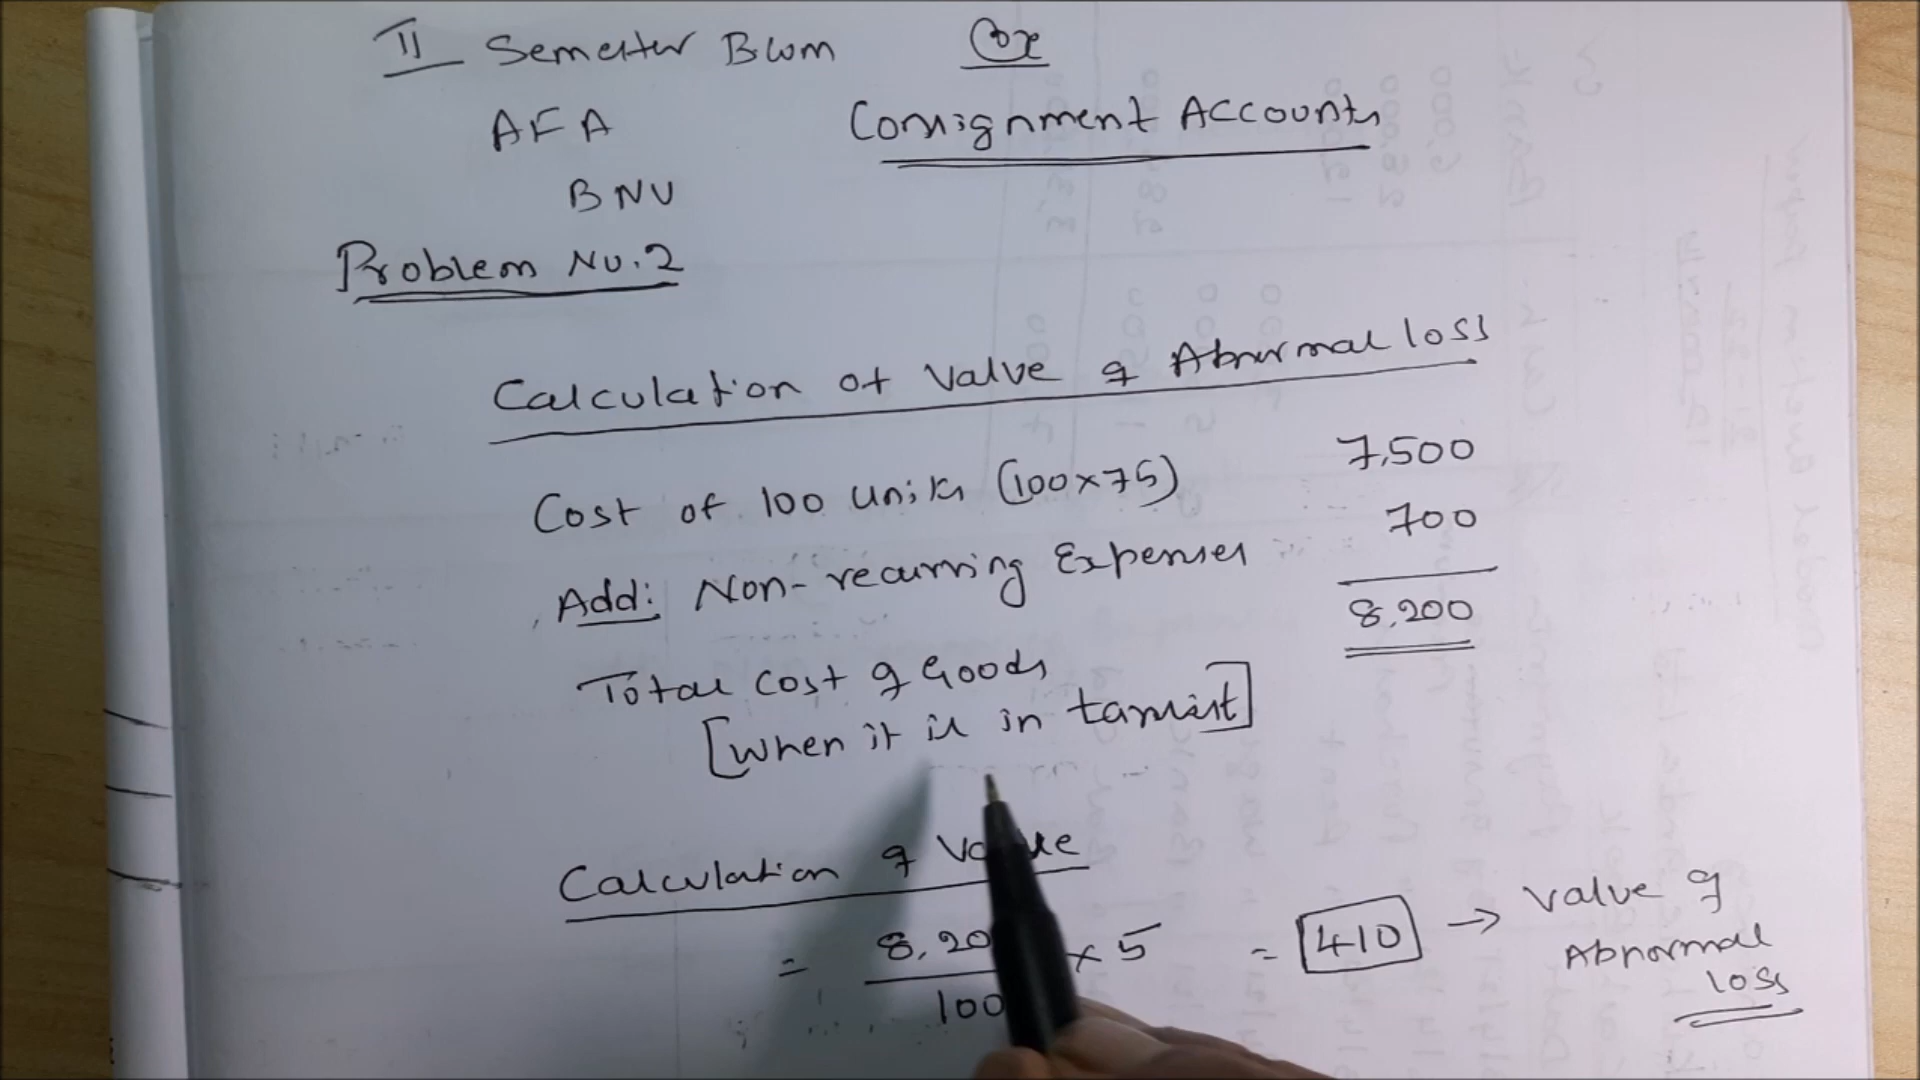 II Semester B.com
AFA
BNU
Consignment Accounts
Problem No. 2
Calculation of Value of Abnormal loss
Cost of 100 units (100×75) 7,500
Add: Non-recurring Expenses 700
8,200
Total Cost of Goods
[When it is in
Calculation of Value
= 8,20 × 5 = 410 → Value of
100
Abnormal
loss